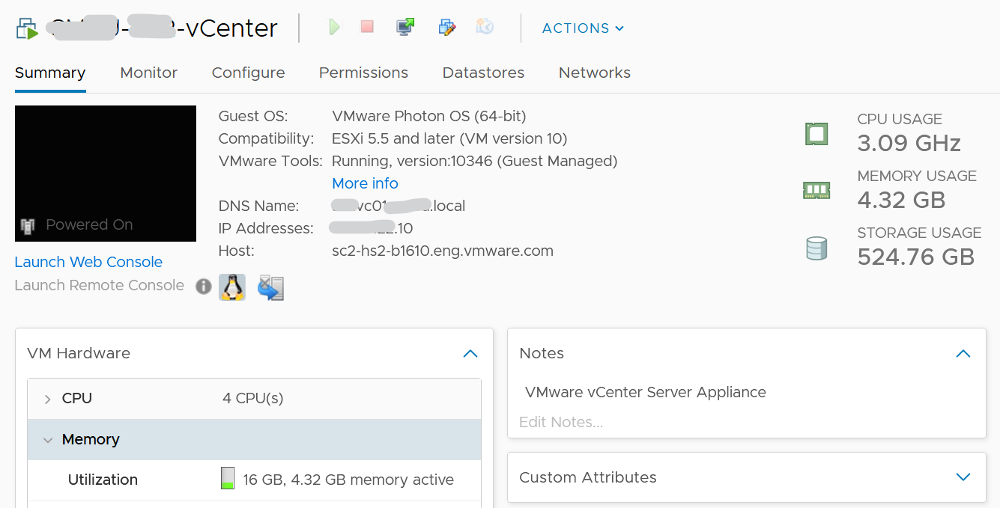 -vCenter
ACTIONS
Summary Monitor Configure Permissions Datastores Networks
Powered On
Launch Web Console
Launch Remote Console
Guest OS: VMware Photon OS (64-bit)
Compatibility: ESXi 5.5 and later (VM version 10)
VMware Tools: Running, version:10346 (Guest Managed)
More info
DNS Name: vc01 .local
IP Addresses: .10
Host: sc2-hs2-b1610.eng.vmware.com
CPU USAGE
3.09 GHz
MEMORY USAGE
4.32 GB
STORAGE USAGE
524.76 GB
VM Hardware
CPU 4 CPU(s)
Memory
Utilization 16 GB, 4.32 GB memory active
Notes
VMware vCenter Server Appliance
Edit Notes...
Custom Attributes